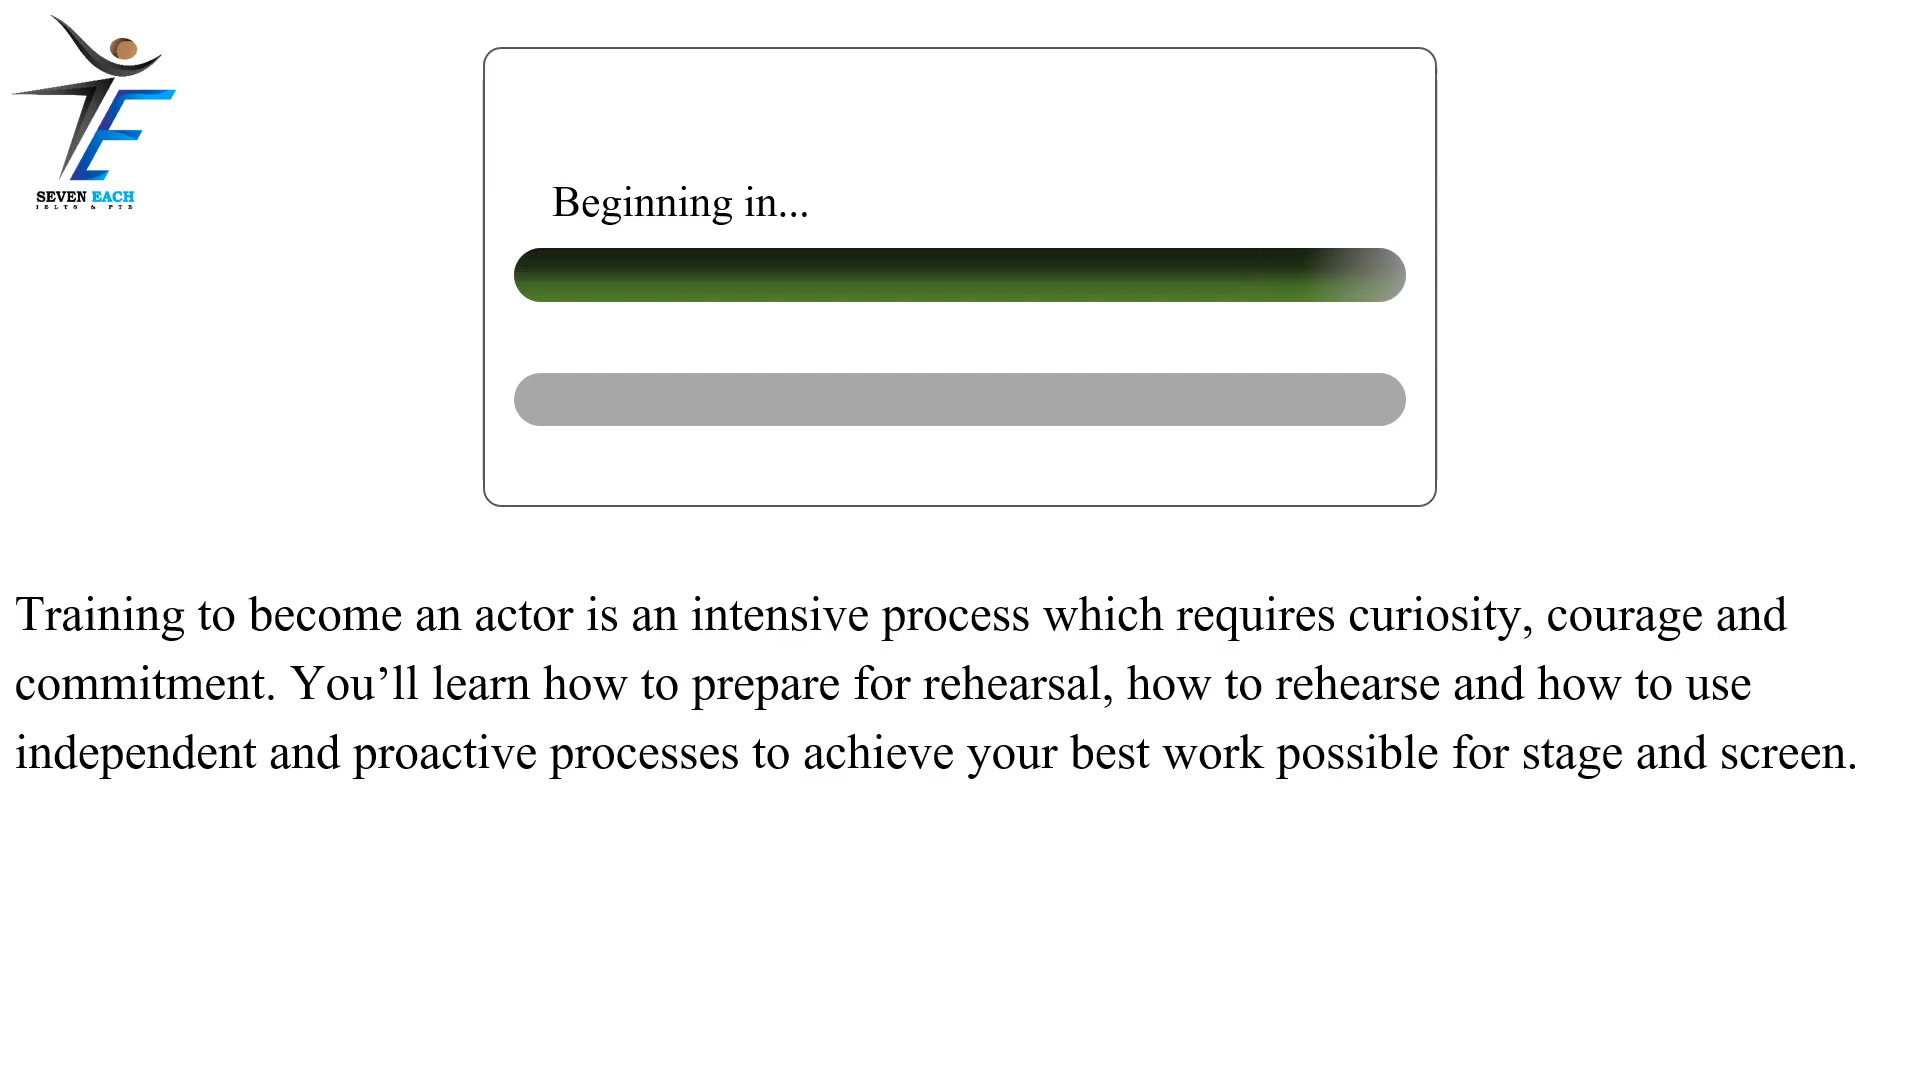 SEVEN EACH
IELTS & PTE
Beginning in...
Training to become an actor is an intensive process which requires curiosity, courage and
commitment. You’ll learn how to prepare for rehearsal, how to rehearse and how to use
independent and proactive processes to achieve your best work possible for stage and screen.